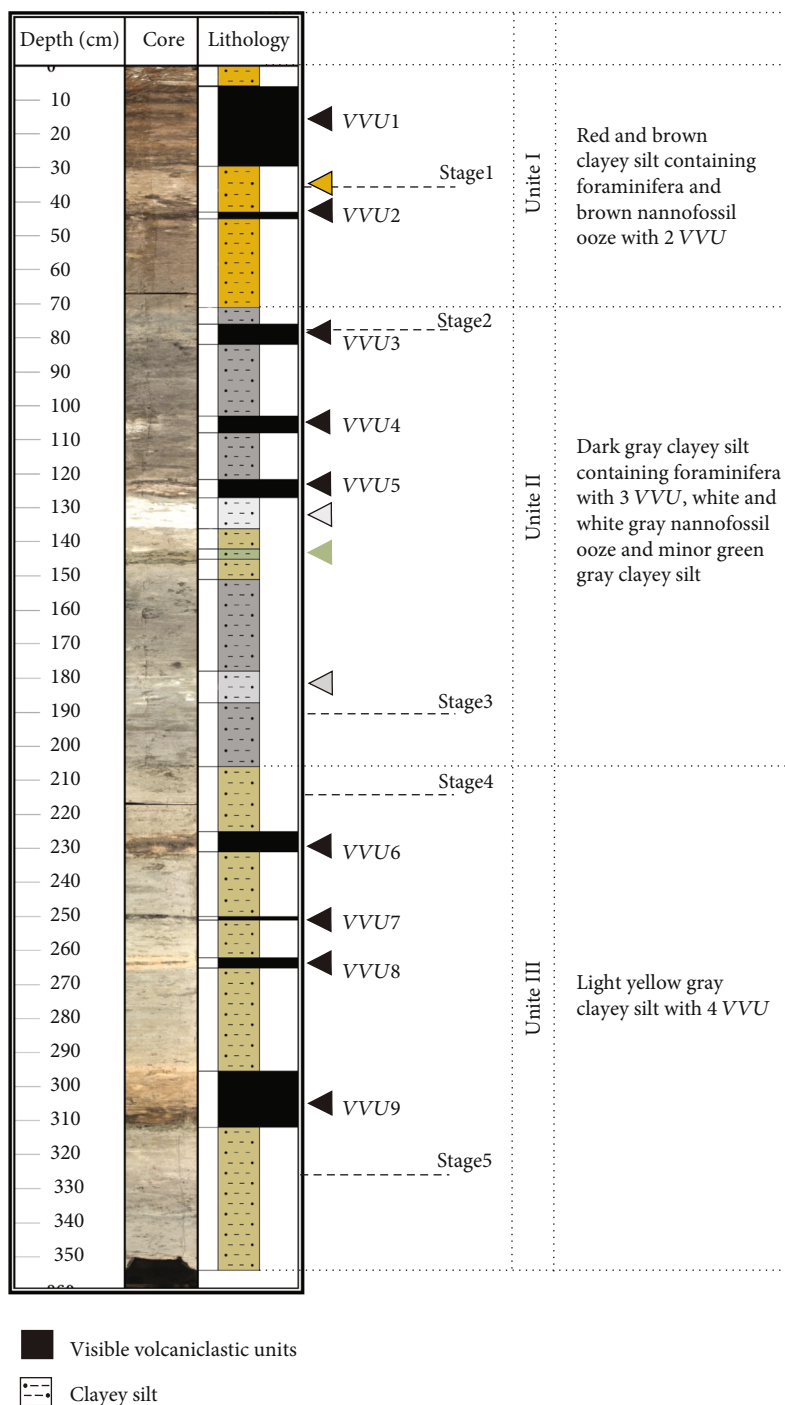 Depth (cm) Core Lithology
0
10
VVU1
20
Red and brown
clayey silt containing
foraminifera and
brown nannofossil
ooze with 2 VVU
Unite I
30
Stage1
40
VVU2
50
60
70
Stage2
80
VVU3
90
100
VVU4
110
Dark gray clayey silt
containing foraminifera
with 3 VVU, white and
white gray nannofossil
ooze and minor green
gray clayey silt
Unite II
120
VVU5
130
140
150
160
170
180
190
Stage3
200
210
Stage4
220
230
VVU6
240
250
VVU7
260
VVU8
270
Light yellow gray
clayey silt with 4 VVU
Unite III
280
290
300
VVU9
310
320
Stage5
330
340
350
Visible volcaniclastic units
Clayey silt